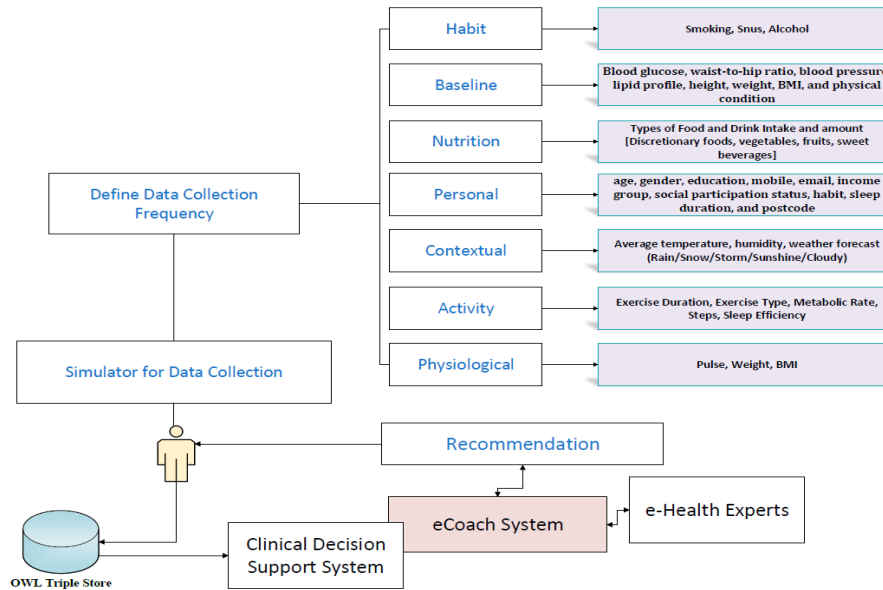 Habit
Smoking, Snus, Alcohol
Baseline
Blood glucose, waist-to-hip ratio, blood pressure,
lipid profile, height, weight, BMI, and physical
condition
Nutrition
Types of Food and Drink Intake and amount
[Discretionary foods, vegetables, fruits, sweet
beverages]
Define Data Collection
Frequency
Personal
age, gender, education, mobile, email, income
group, social participation status, habit, sleep
duration, and postcode
Contextual
Average temperature, humidity, weather forecast
(Rain/Snow/Storm/Sunshine/Cloudy)
Activity
Exercise Duration, Exercise Type, Metabolic Rate,
Steps, Sleep Efficiency
Simulator for Data Collection
Physiological
Pulse, Weight, BMI
Recommendation
eCoach System
e-Health Experts
Clinical Decision
Support System
OWL Triple Store